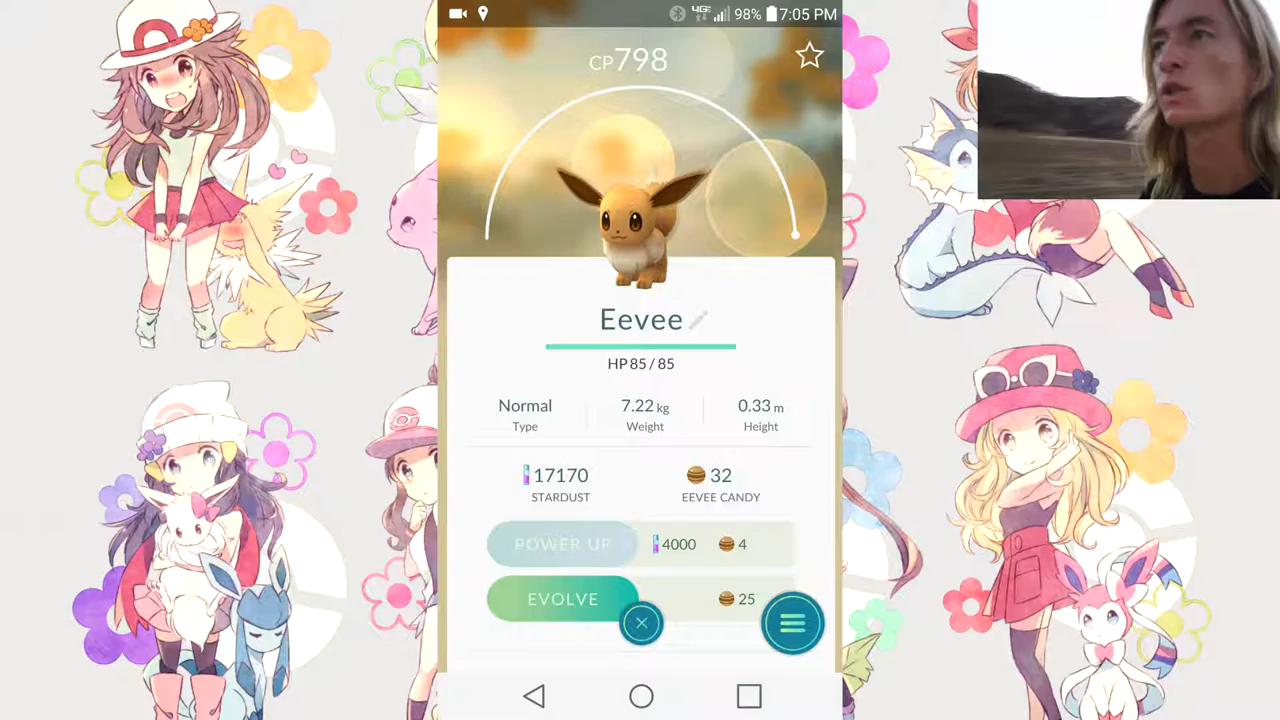 4G 98% 7:05 PM
CP798
Eevee
HP 85 / 85
Normal 7.22 kg 0.33 m
Type Weight Height
17170 32
STARDUST EEVEE CANDY
POWER UP 4000 4
EVOLVE 25